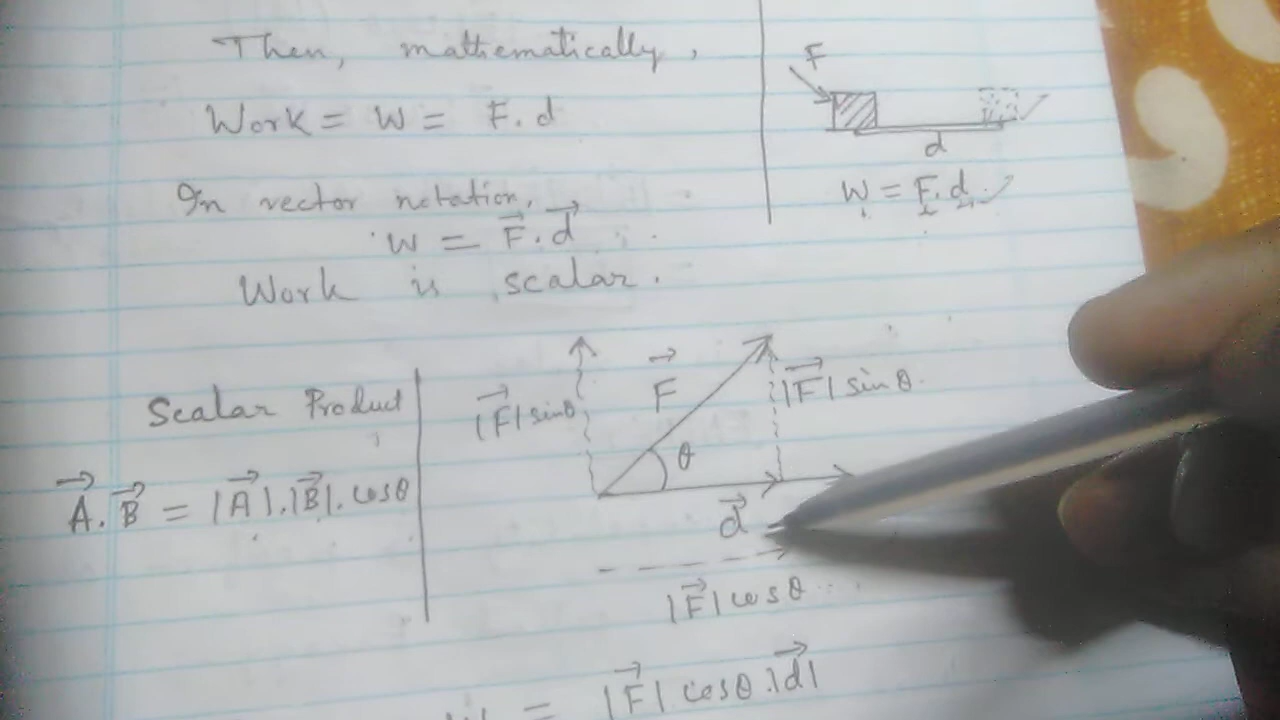 Then, mathematically,
Work = W = F.d
In vector notation,
W = F⃗.d⃗
Work is scalar.
F
d
W = F.d
Scalar Product
A⃗.B⃗ = |A⃗|.|B⃗|.cosθ
|F⃗| sinθ
F⃗
|F⃗| sinθ
θ
d⃗
|F⃗| cosθ
W = |F⃗| cosθ.|d⃗|